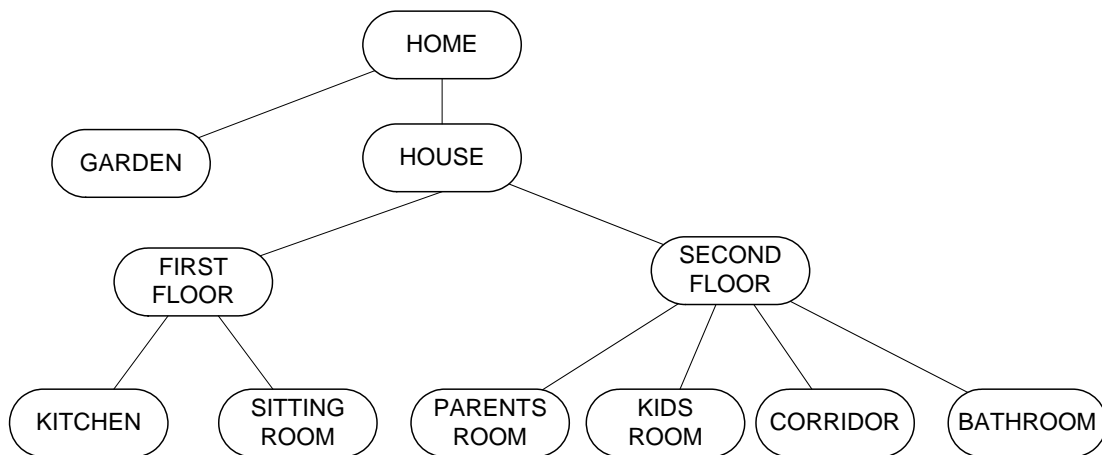 HOME
GARDEN
HOUSE
FIRST
FLOOR
SECOND
FLOOR
KITCHEN
SITTING
ROOM
PARENTS
ROOM
KIDS
ROOM
CORRIDOR
BATHROOM